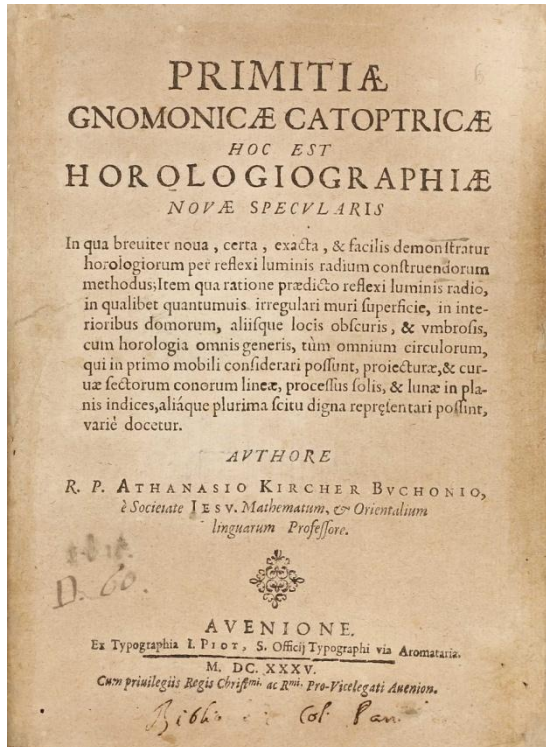 PRIMITIÆ
GNOMONICÆ CATOPTRICÆ
HOC EST
HOROLOGIOGRAPHIÆ
NOVÆ SPECVLARIS
In qua breuiter noua, certa, exacta, & facilis demonstratur
horologiorum per reflexi luminis radium construendorum
methodus; Item qua ratione prædicto reflexi luminis radio,
in qualibet quantumuis irregulari muri superficie, in inte-
rioribus domorum, aliisque locis obscuris, & vmbrosis,
cum horologia omnis generis, tùm omnium circulorum,
qui in primo mobili considerari possunt, proiecturæ, & cur-
uæ sectorum conorum lineæ, processus solis, & lunæ in pla-
nis indices, aliáque plurima scitu digna repręsentari possint,
variè docetur.
AVTHORE
R. P. ATHANASIO KIRCHER BVCHONIO,
è Societate IESV. Mathematum, & Orientalium
linguarum Professore.
D. 60.
AVENIONE.
Ex Typographia I. PIOT, S. Officij Typographi via Aromataria.
M. DC. XXXV.
Cum priuilegiis Regis Christ^mi. ac R^mi. Pro-Vicelegati Auenion.
Col. Par